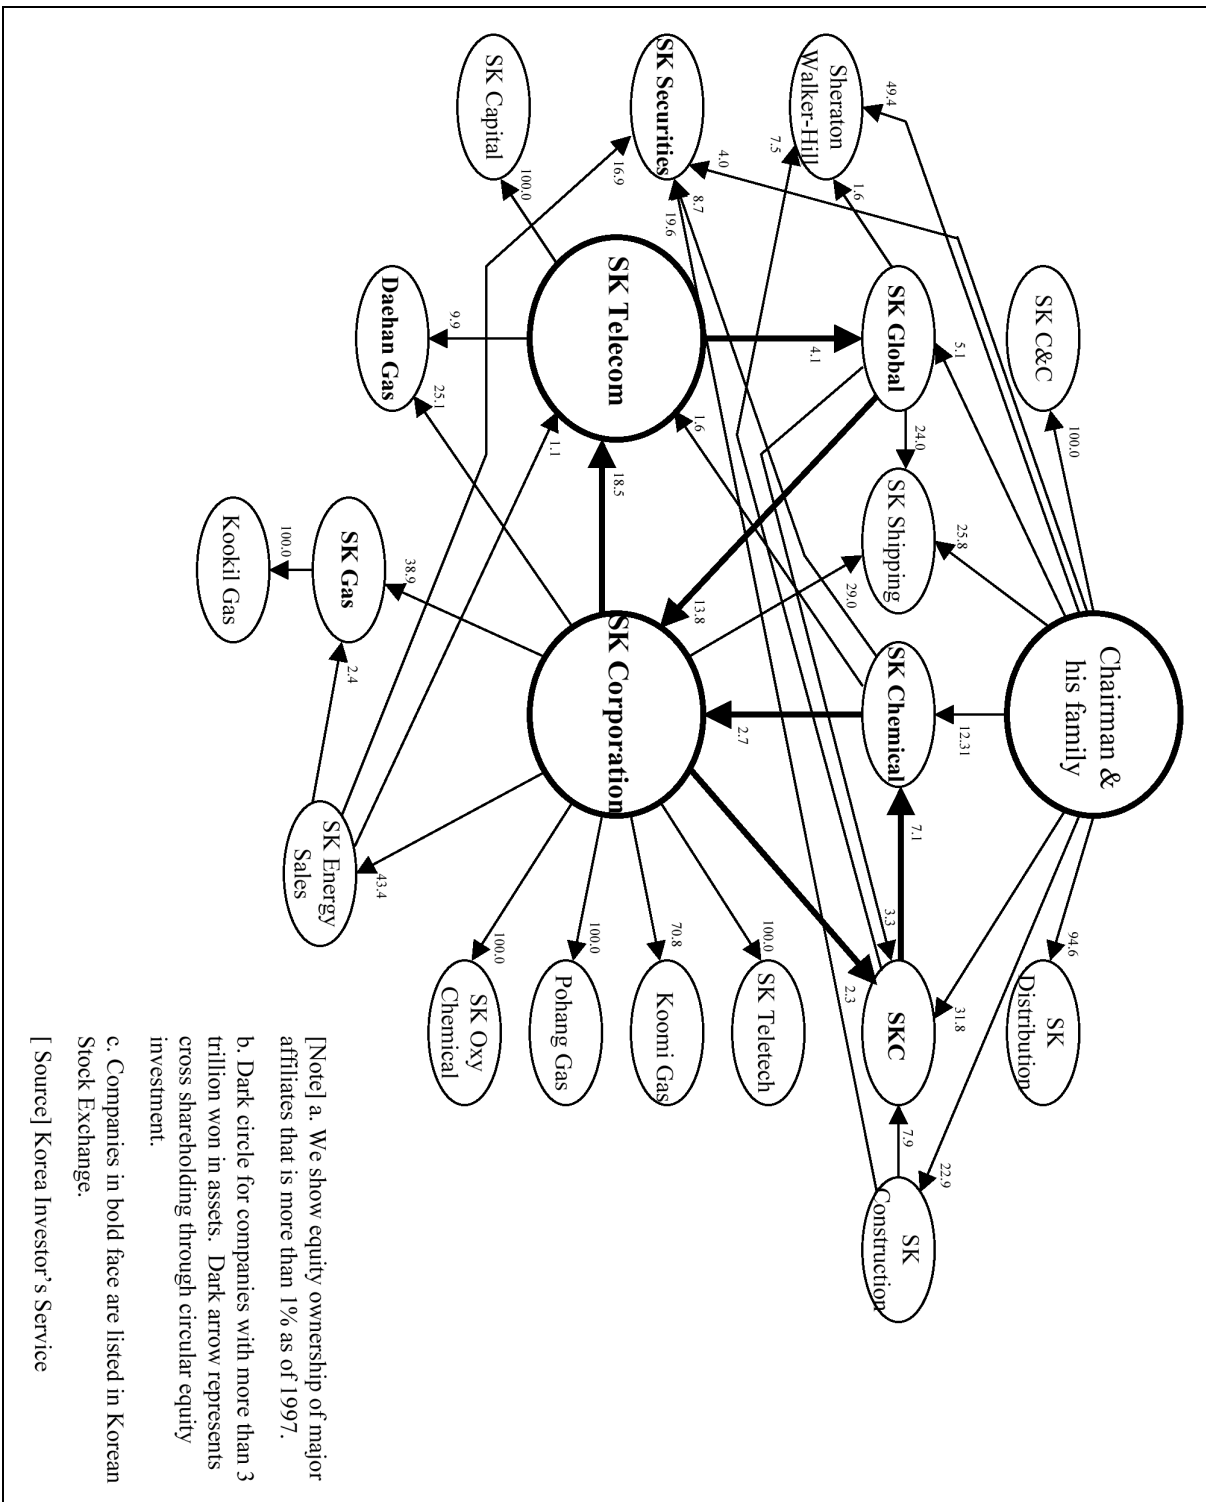 Chairman &
his family
SK C&C
100.0
SK
Distribution
94.6
49.4
4.0
5.1
25.8
12.31
31.8
22.9
Sheraton
Walker-Hill
1.6
7.5
SK Global
24.0
SK Shipping
SK Chemical
7.1
SKC
3.3
2.3
7.9
SK
Construction
SK Securities
8.7
19.6
16.9
4.1
1.6
13.8
29.0
2.7
SK Capital
100.0
SK Telecom
18.5
SK Corporation
100.0
SK Teletech
70.8
Koomi Gas
100.0
Pohang Gas
100.0
SK Oxy
Chemical
Daehan Gas
9.9
25.1
1.1
SK Gas
38.9
100.0
Kookil Gas
2.4
43.4
SK Energy
Sales
[Note] a. We show equity ownership of major
affiliates that is more than 1% as of 1997.
b. Dark circle for companies with more than 3
trillion won in assets. Dark arrow represents
cross shareholding through circular equity
investment.
c. Companies in bold face are listed in Korean
Stock Exchange.
[ Source] Korea Investor’s Service